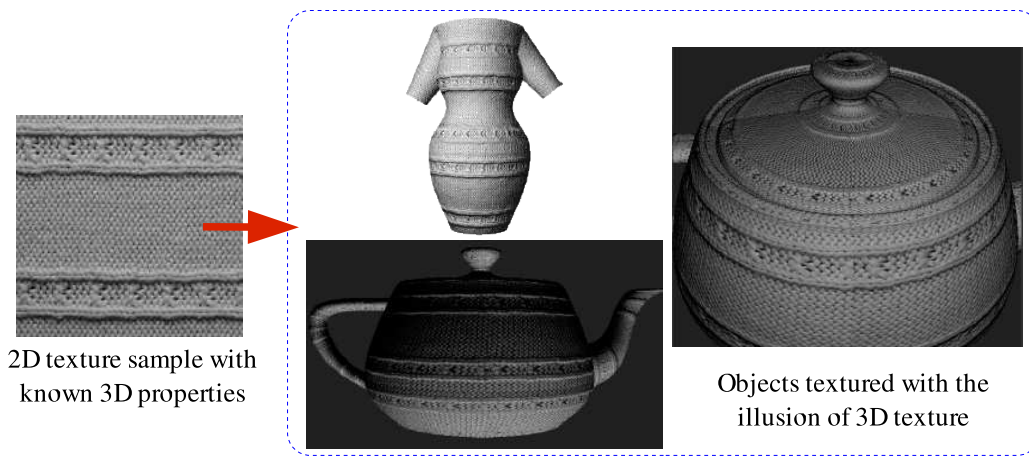 2D texture sample with
known 3D properties
Objects textured with the
illusion of 3D texture